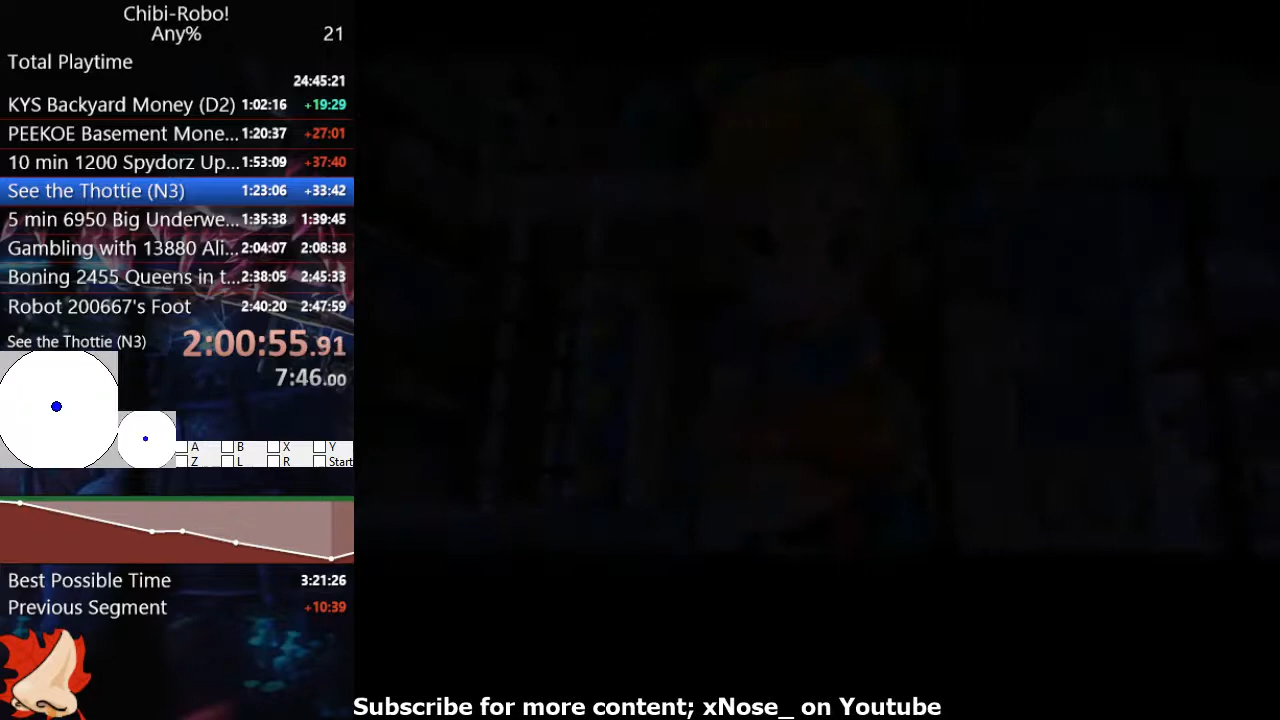 Chibi-Robo!
Any% 21
Total Playtime
24:45:21
KYS Backyard Money (D2) 1:02:16 +19:29
PEEKOE Basement Mone... 1:20:37 +27:01
10 min 1200 Spydorz Up... 1:53:09 +37:40
See the Thottie (N3) 1:23:06 +33:42
5 min 6950 Big Underwe... 1:35:38 1:39:45
Gambling with 13880 Ali... 2:04:07 2:08:38
Boning 2455 Queens in t... 2:38:05 2:45:33
Robot 200667's Foot 2:40:20 2:47:59
See the Thottie (N3) 2:00:55.91
7:46.00
A B X Y
Z L R Start
Best Possible Time 3:21:26
Previous Segment +10:39
Subscribe for more content; xNose_ on Youtube